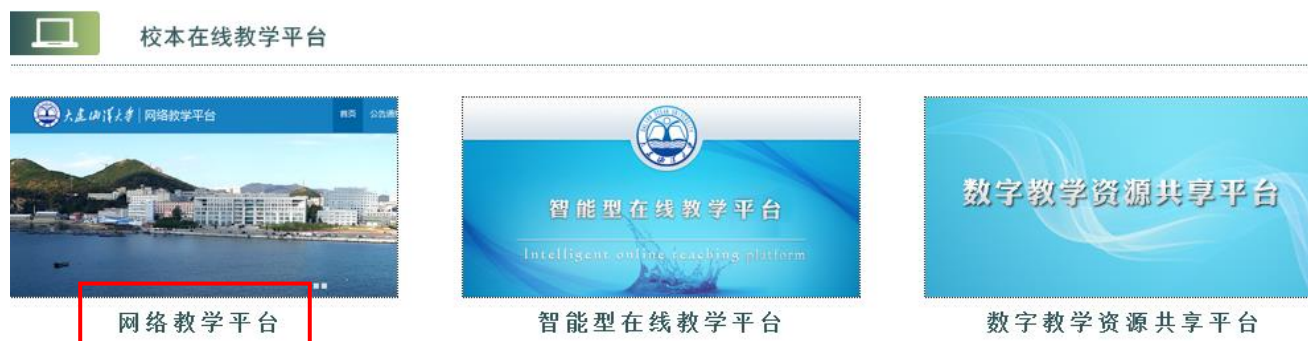 校本在线教学平台
大连海洋大学 | 网络教学平台
首页 公告通
智能型在线教学平台
Intelligent online teaching platform
数字教学资源共享平台
网络教学平台
智能型在线教学平台
数字教学资源共享平台